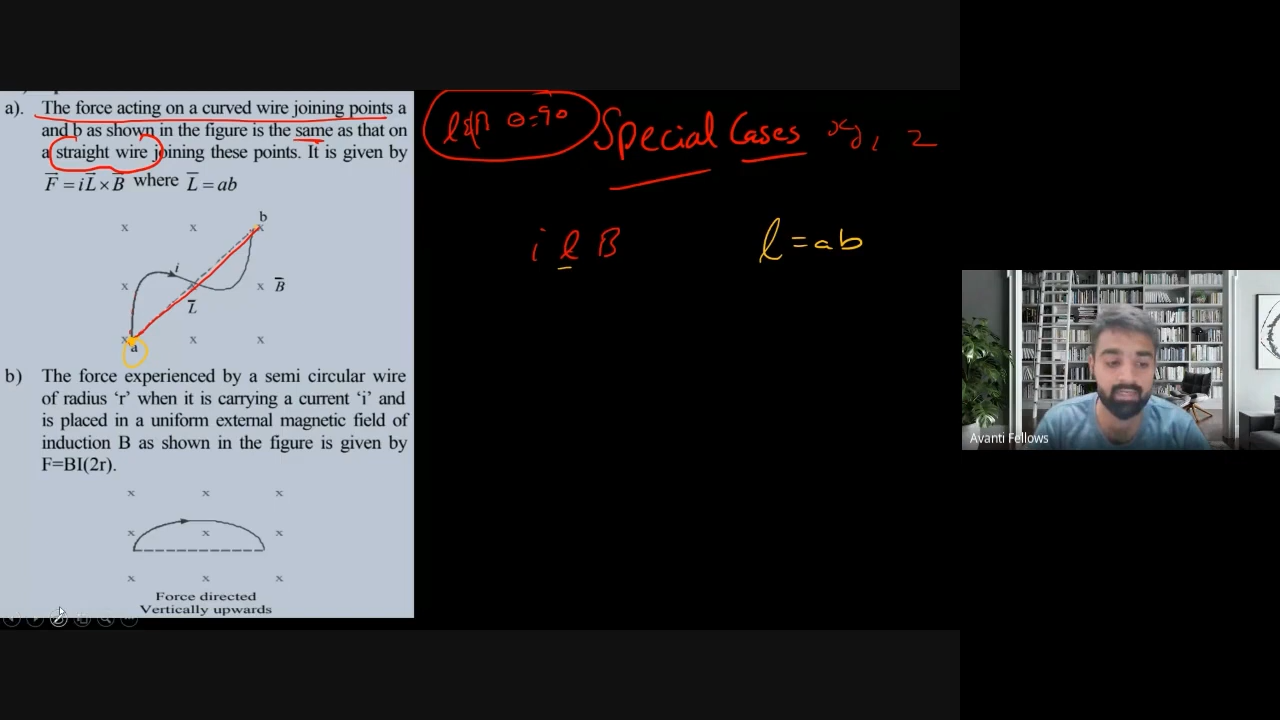 a). The force acting on a curved wire joining points a
and b as shown in the figure is the same as that on
a straight wire joining these points. It is given by
F = iL × B where L = ab
b
x x x
i
x x B
L
x x x
a
b) The force experienced by a semi circular wire
of radius ‘r’ when it is carrying a current ‘i’ and
is placed in a uniform external magnetic field of
induction B as shown in the figure is given by
F=BI(2r).
x x x
x x x
x x x
Force directed
Vertically upwards
θ=90
Special Cases
i l B
l = ab
Avanti Fellows